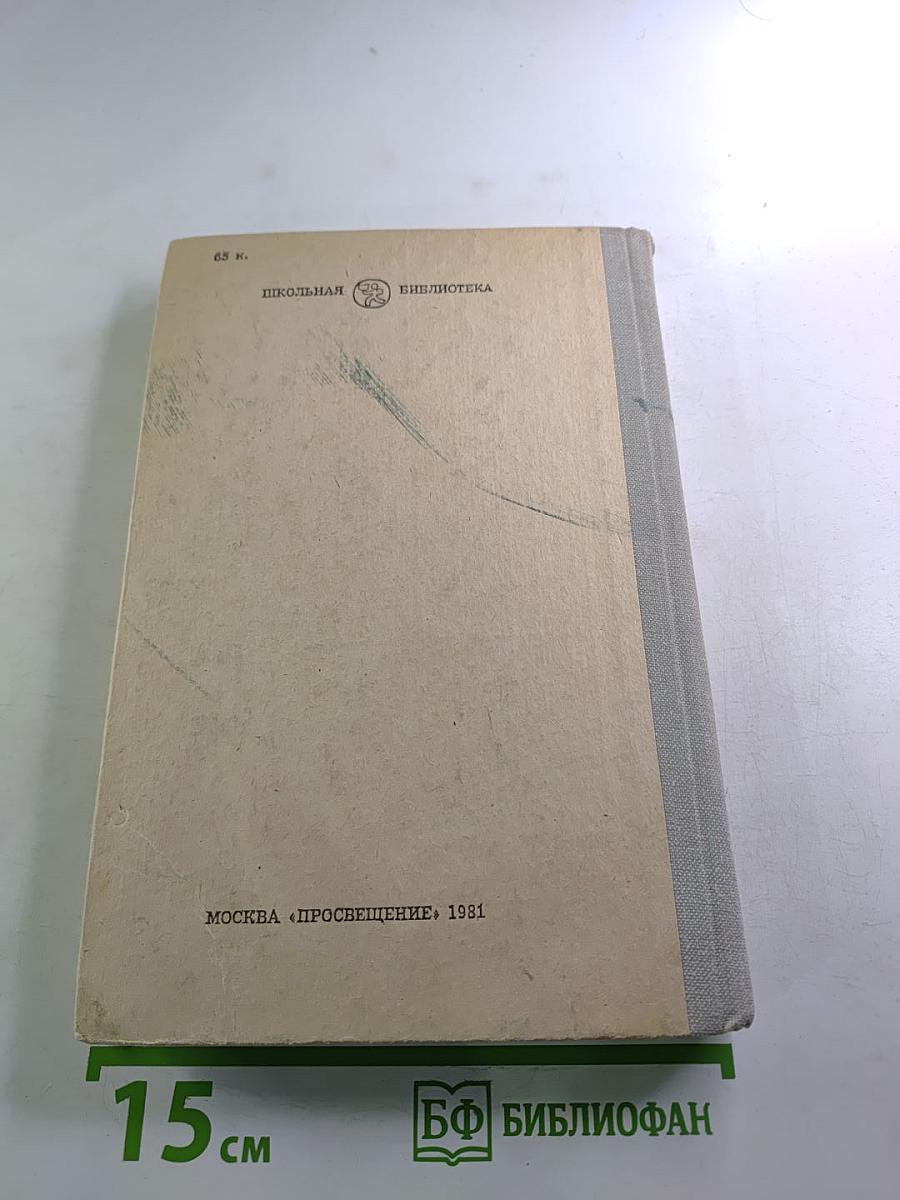 65 к.
ШКОЛЬНАЯ БИБЛИОТЕКА
МОСКВА «ПРОСВЕЩЕНИЕ» 1981
15 см
БФ БИБЛИОФАН